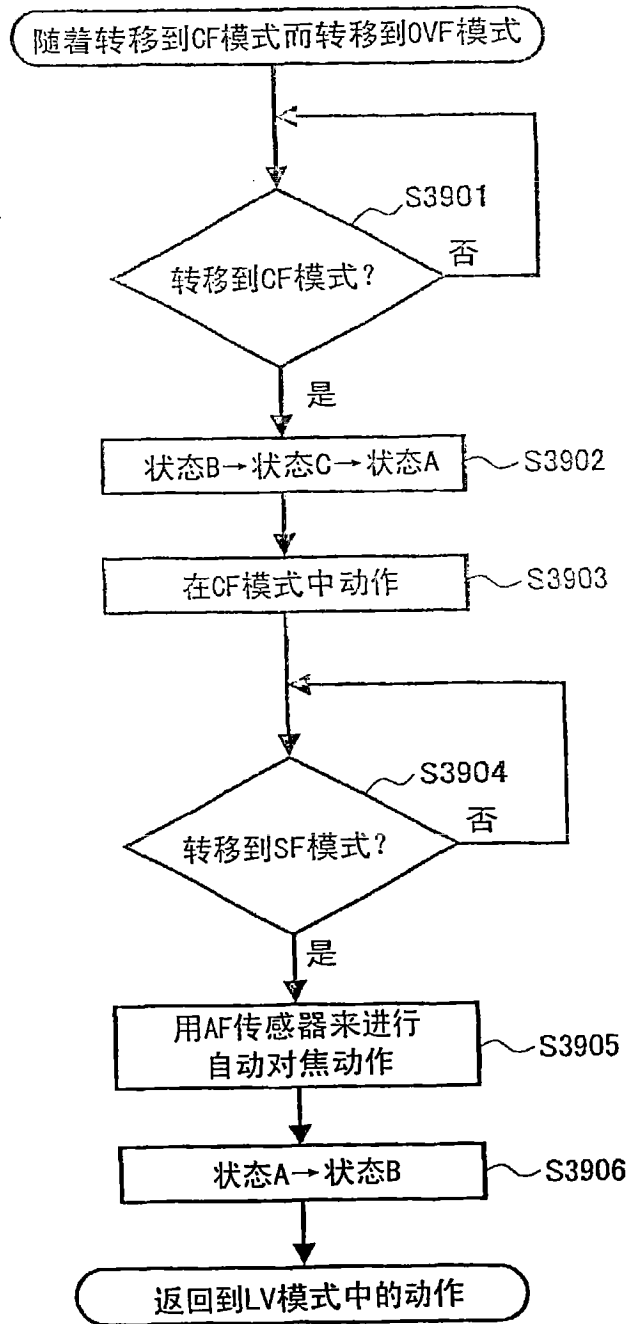 随着转移到CF模式而转移到OVF模式
S3901
转移到CF模式?
否
是
状态B→状态C→状态A
S3902
在CF模式中动作
S3903
S3904
转移到SF模式?
否
是
用AF传感器来进行
自动对焦动作
S3905
状态A→状态B
S3906
返回到LV模式中的动作